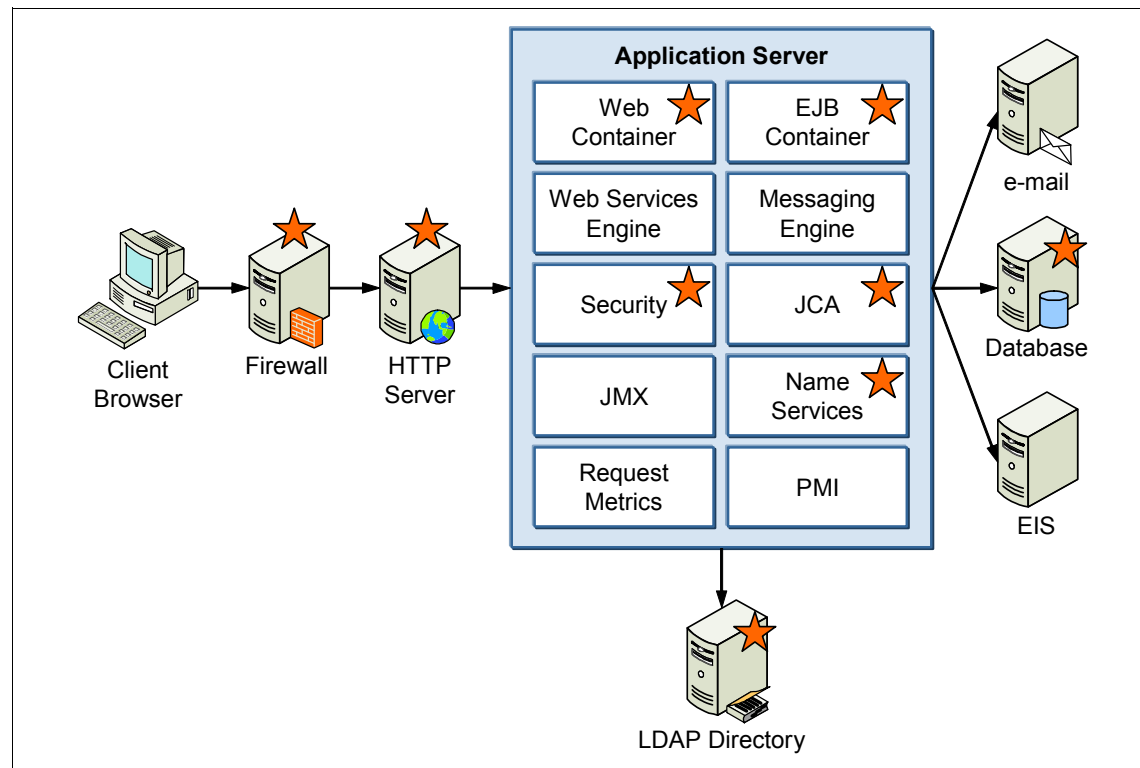 Application Server
Web
Container
EJB
Container
Web Services
Engine
Messaging
Engine
Security
JCA
JMX
Name
Services
Request
Metrics
PMI
Client
Browser
Firewall
HTTP
Server
e-mail
Database
EIS
LDAP Directory